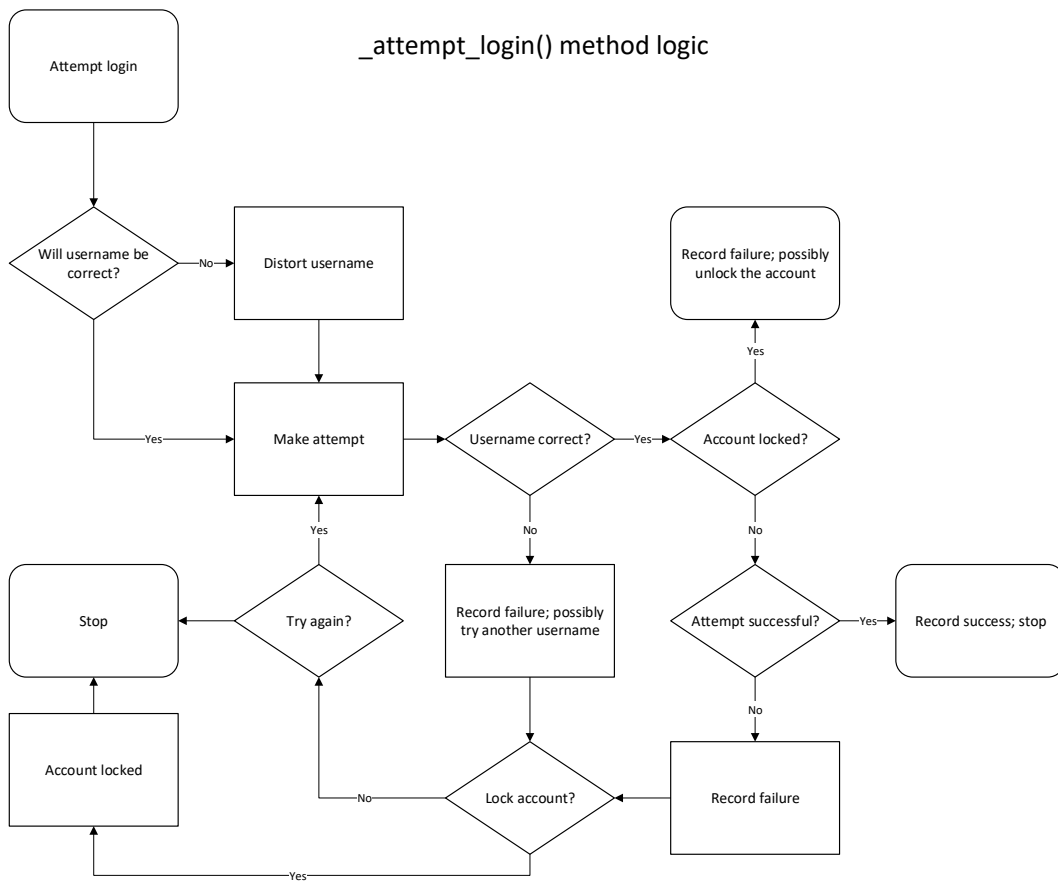 _attempt_login() method logic
Attempt login
Will username be
correct?
No
Distort username
Record failure; possibly
unlock the account
Yes
Yes
Make attempt
Username correct?
Yes
Account locked?
Yes
No
No
Stop
Try again?
Record failure; possibly
try another username
Attempt successful?
Yes
Record success; stop
No
Account locked
No
Lock account?
Record failure
Yes